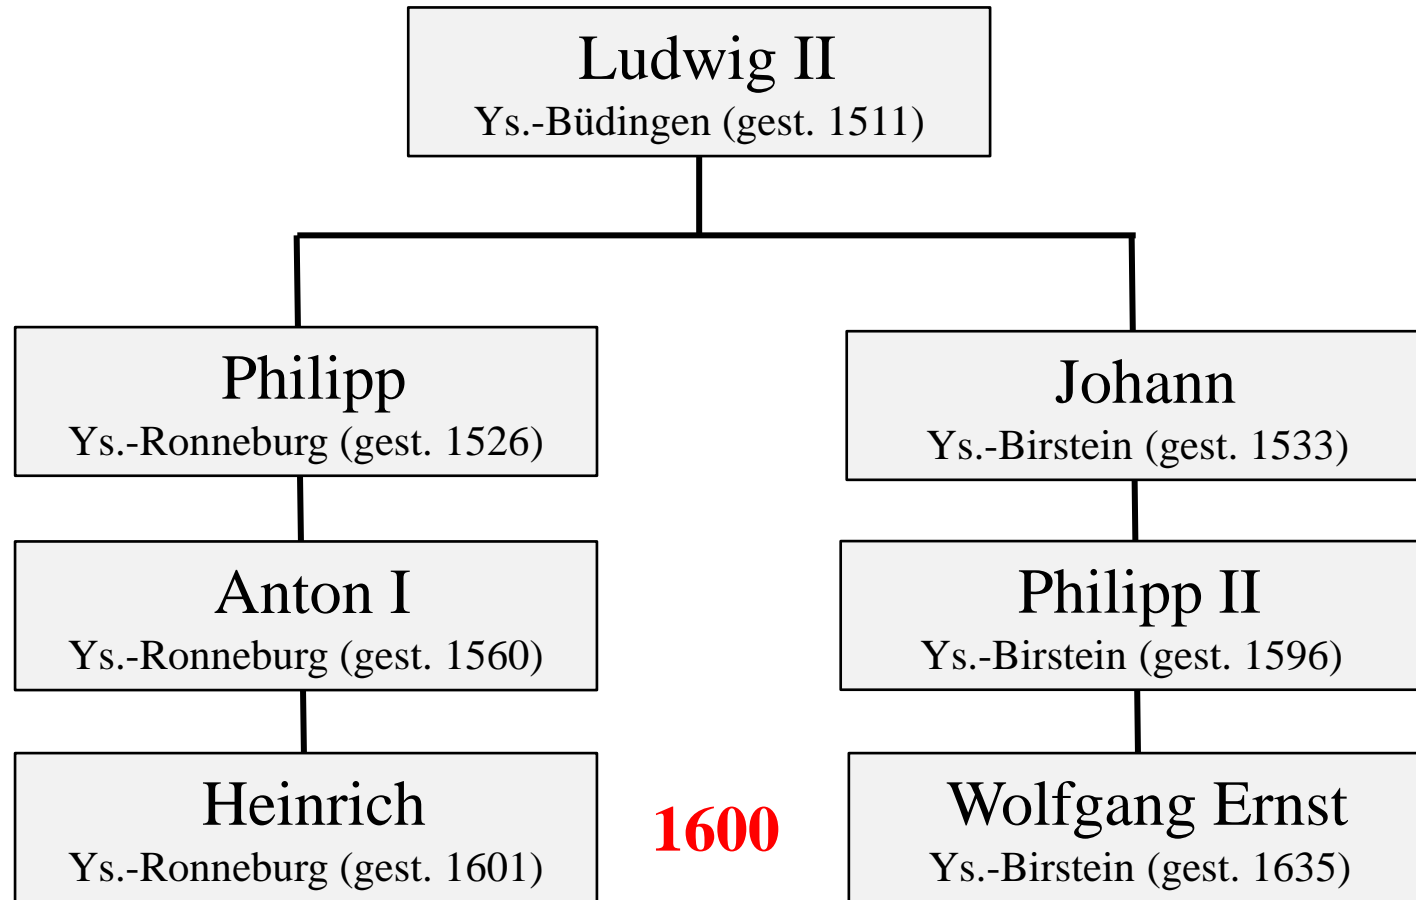 Ludwig II
Ys.-Büdingen (gest. 1511)
Philipp
Ys.-Ronneburg (gest. 1526)
Johann
Ys.-Birstein (gest. 1533)
Anton I
Ys.-Ronneburg (gest. 1560)
Philipp II
Ys.-Birstein (gest. 1596)
Heinrich
Ys.-Ronneburg (gest. 1601)
1600
Wolfgang Ernst
Ys.-Birstein (gest. 1635)